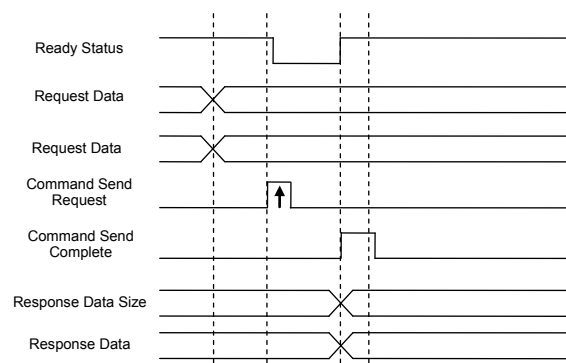 Ready Status
Request Data
Request Data
Command Send
Request
Command Send
Complete
Response Data Size
Response Data